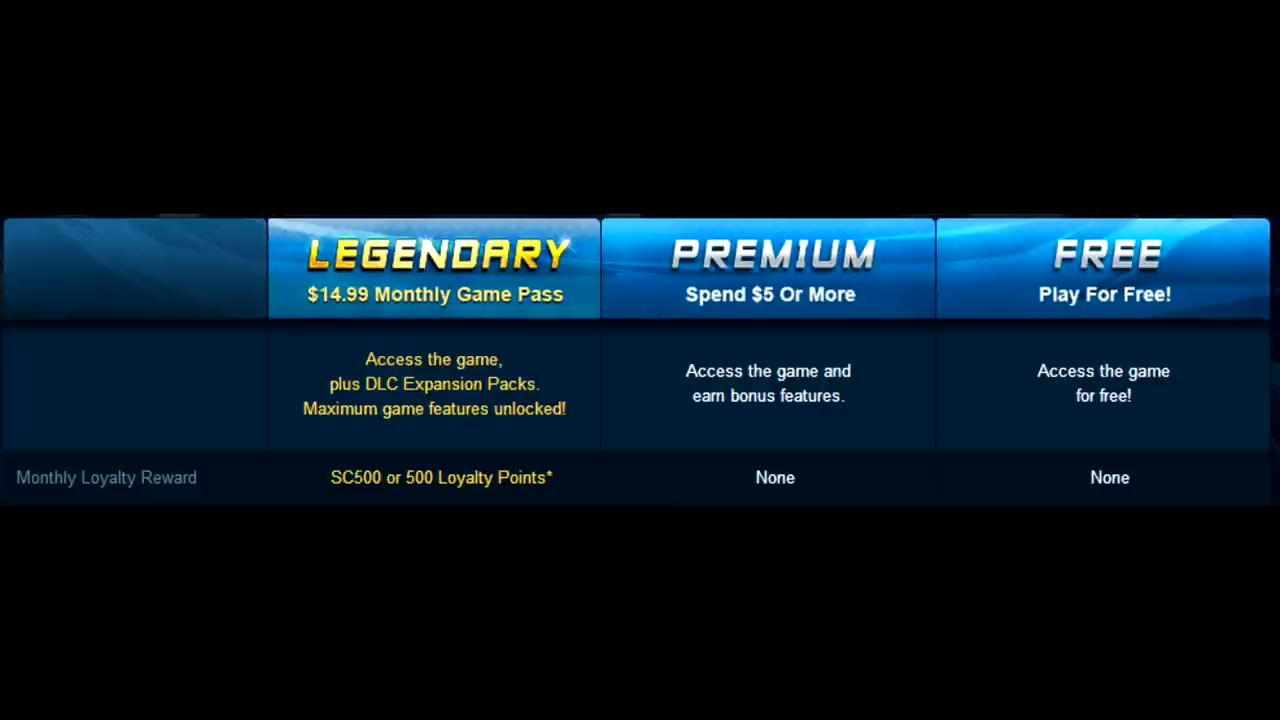 LEGENDARY
$14.99 Monthly Game Pass
PREMIUM
Spend $5 Or More
FREE
Play For Free!
Access the game,
plus DLC Expansion Packs.
Maximum game features unlocked!
Access the game and
earn bonus features.
Access the game
for free!
Monthly Loyalty Reward
SC500 or 500 Loyalty Points*
None
None